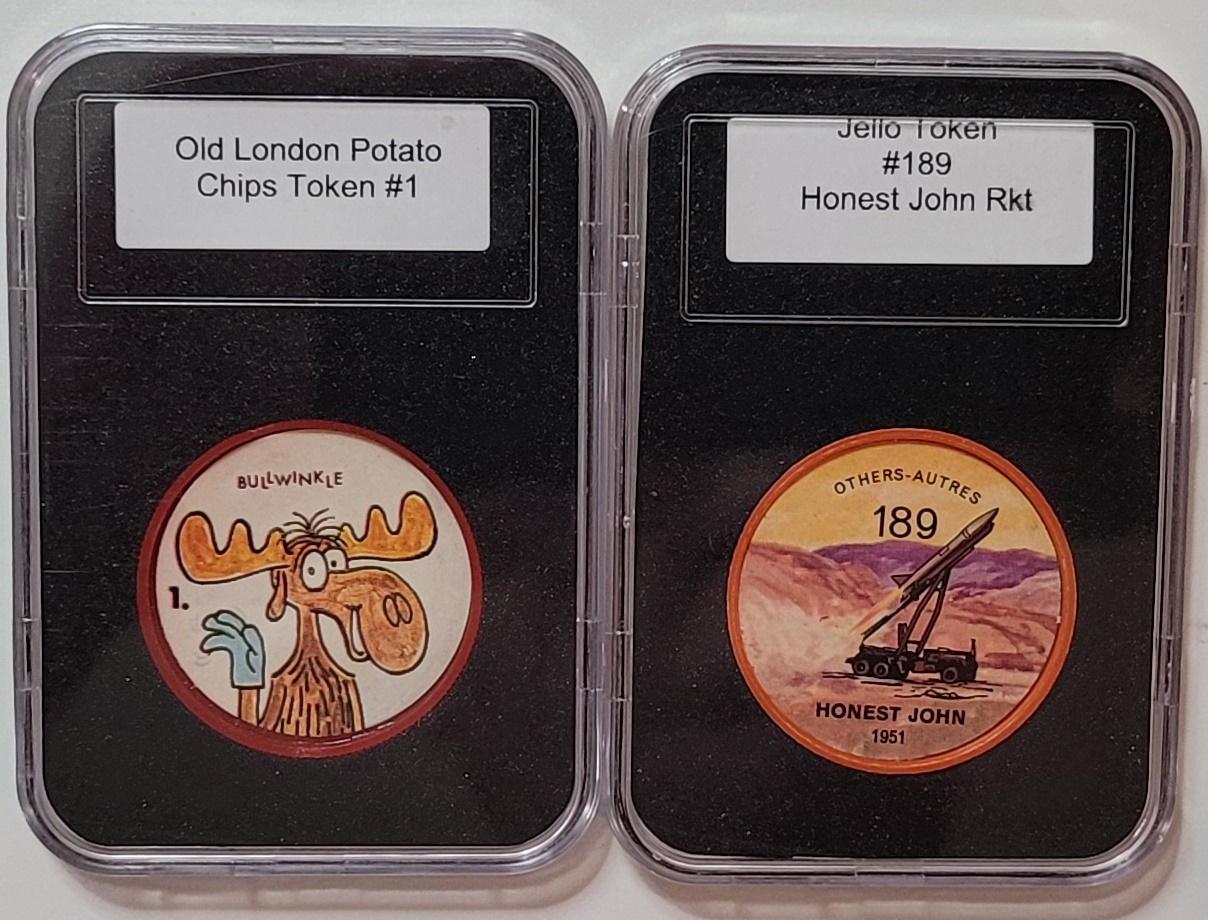 Old London Potato
Chips Token #1
BULLWINKLE
1.
Jello Token
#189
Honest John Rkt
OTHERS-AUTRES
189
HONEST JOHN
1951